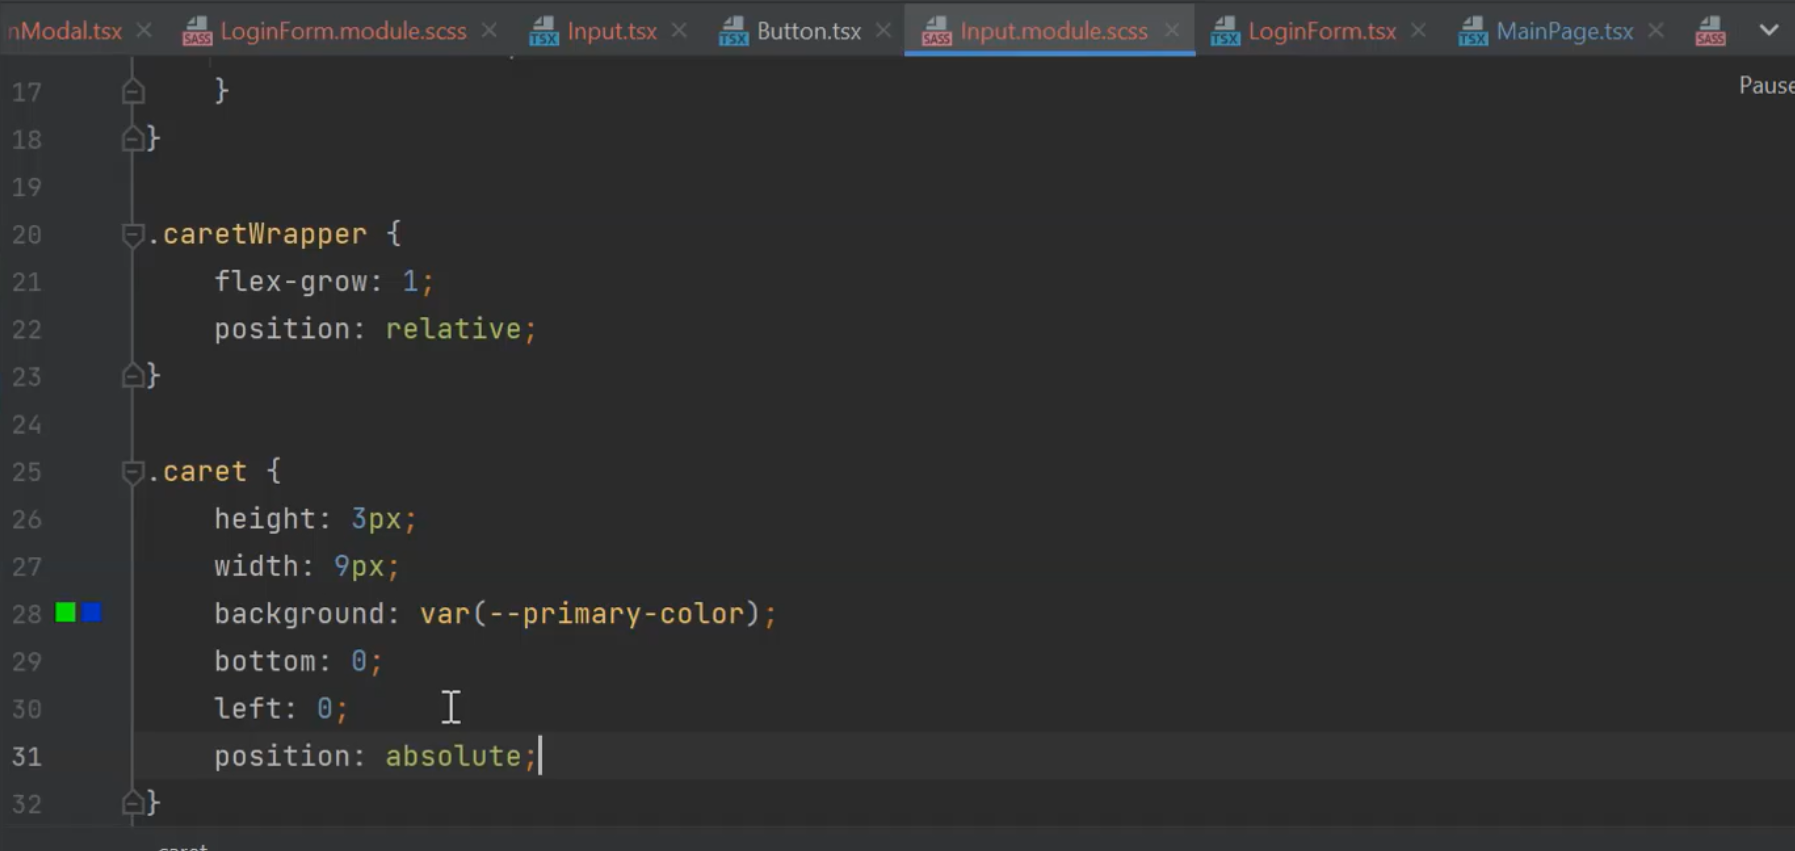 nModal.tsx LoginForm.module.scss Input.tsx Button.tsx Input.module.scss LoginForm.tsx MainPage.tsx
Pause
17 }
18 }
19
20 .caretWrapper {
21 flex-grow: 1;
22 position: relative;
23 }
24
25 .caret {
26 height: 3px;
27 width: 9px;
28 background: var(--primary-color);
29 bottom: 0;
30 left: 0;
31 position: absolute;
32 }
.caret